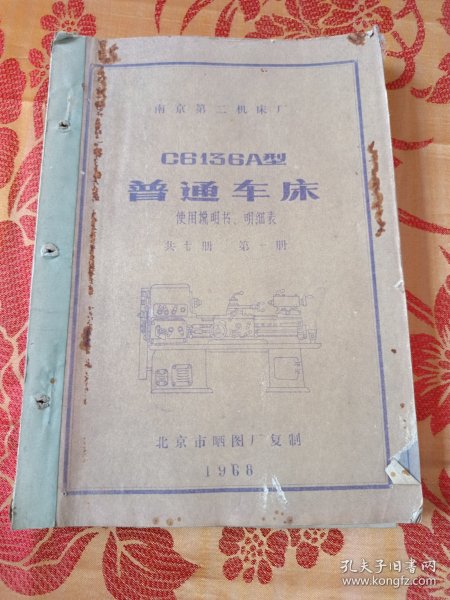 南京第二机床厂
C6136A型
普通车床
使用说明书、明细表
共七册 第一册
北京市晒图厂复制
1968
孔夫子旧书网
www.kongfz.com